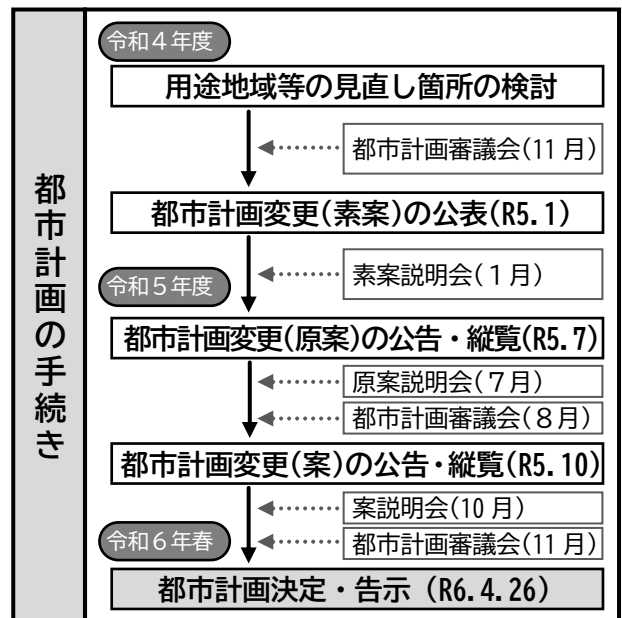 都市計画の手続き
令和4年度
用途地域等の見直し箇所の検討
都市計画審議会(11月)
都市計画変更(素案)の公表(R5.1)
素案説明会(1月)
令和5年度
都市計画変更(原案)の公告・縦覧(R5.7)
原案説明会(7月)
都市計画審議会(8月)
都市計画変更(案)の公告・縦覧(R5.10)
案説明会(10月)
令和6年春
都市計画審議会(11月)
都市計画決定・告示(R6.4.26)